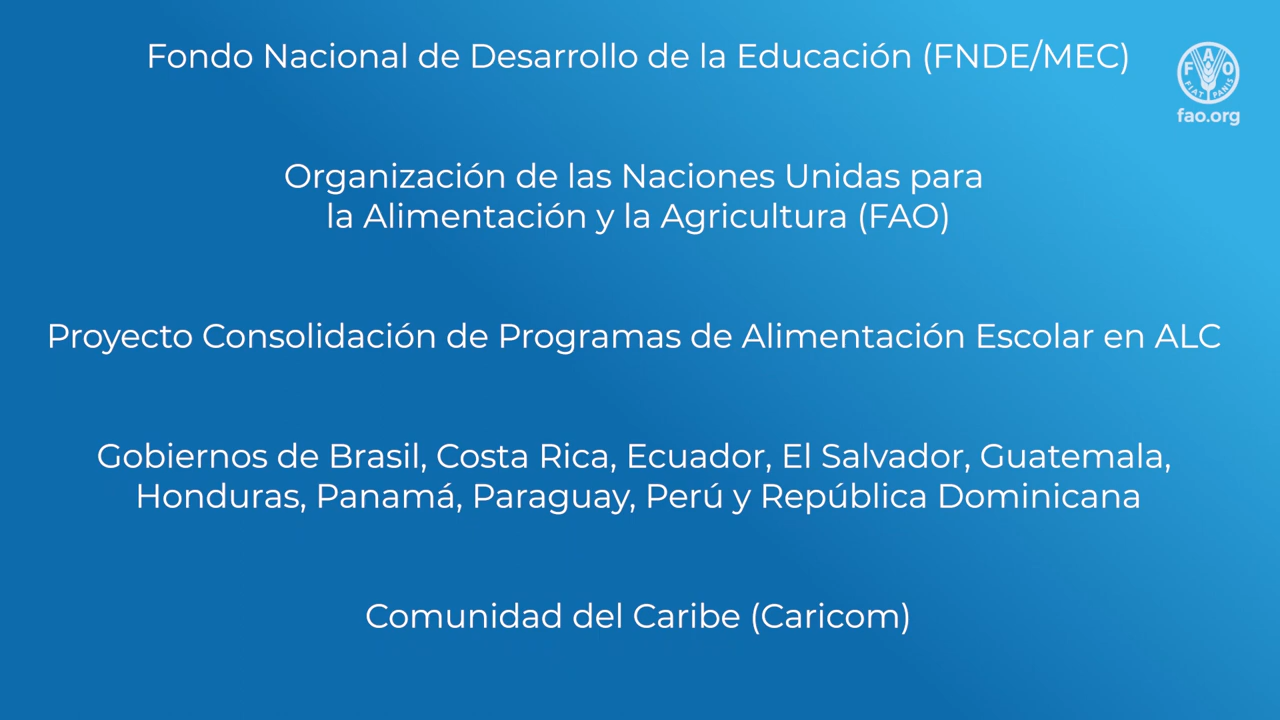 Fondo Nacional de Desarrollo de la Educación (FNDE/MEC)
F A O
FIAT PANIS
fao.org
Organización de las Naciones Unidas para
la Alimentación y la Agricultura (FAO)
Proyecto Consolidación de Programas de Alimentación Escolar en ALC
Gobiernos de Brasil, Costa Rica, Ecuador, El Salvador, Guatemala,
Honduras, Panamá, Paraguay, Perú y República Dominicana
Comunidad del Caribe (Caricom)